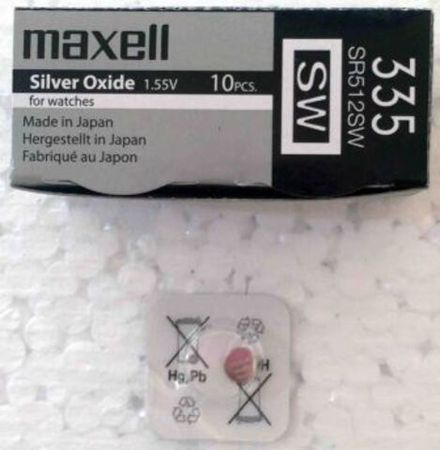 maxell
Silver Oxide 1.55V 10PCS.
for watches
Made in Japan
Hergestellt in Japan
Fabriqué au Japon
SW
335
SR512SW
Hg,Pb